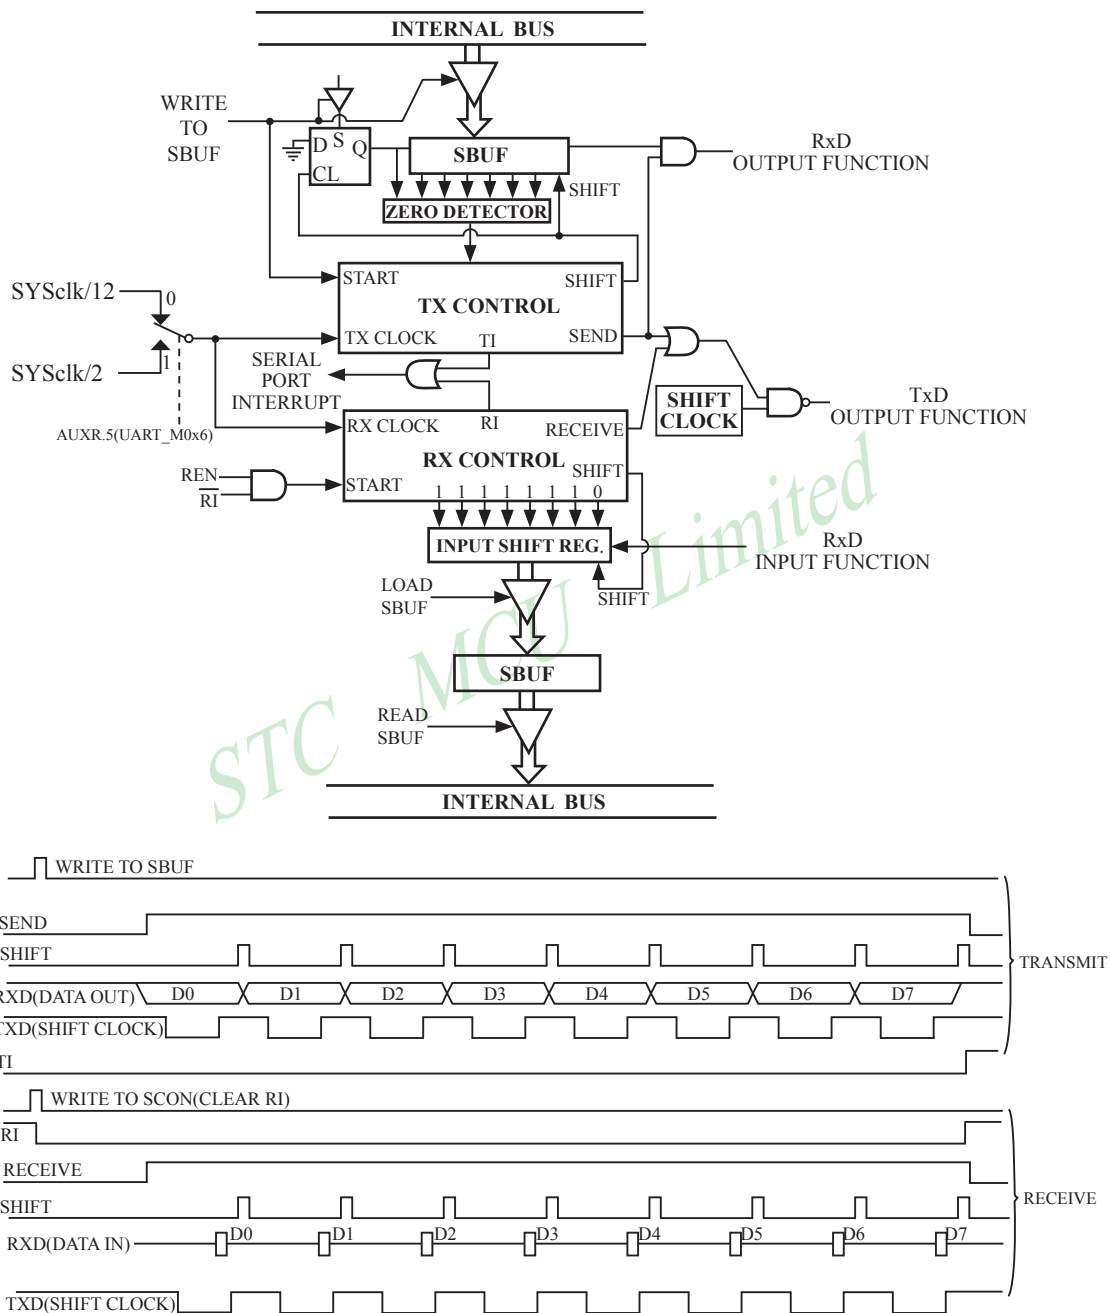 INTERNAL BUS
WRITE
TO
SBUF
D S Q
CL
SBUF
SHIFT
ZERO DETECTOR
RxD
OUTPUT FUNCTION
START
SHIFT
TX CONTROL
TX CLOCK
TI
SEND
SYSclk/12
0
SYSclk/2
1
AUXR.5(UART_M0x6)
SERIAL
PORT
INTERRUPT
SHIFT
CLOCK
TxD
OUTPUT FUNCTION
RX CLOCK
RI
RECEIVE
RX CONTROL
SHIFT
START
1 1 1 1 1 1 1 0
REN
RI
INPUT SHIFT REG.
RxD
INPUT FUNCTION
LOAD
SBUF
SHIFT
SBUF
READ
SBUF
INTERNAL BUS
STC MCU Limited
WRITE TO SBUF
SEND
SHIFT
RXD(DATA OUT) D0 D1 D2 D3 D4 D5 D6 D7
TXD(SHIFT CLOCK)
TI
TRANSMIT
WRITE TO SCON(CLEAR RI)
RI
RECEIVE
SHIFT
RXD(DATA IN) D0 D1 D2 D3 D4 D5 D6 D7
TXD(SHIFT CLOCK)
RECEIVE